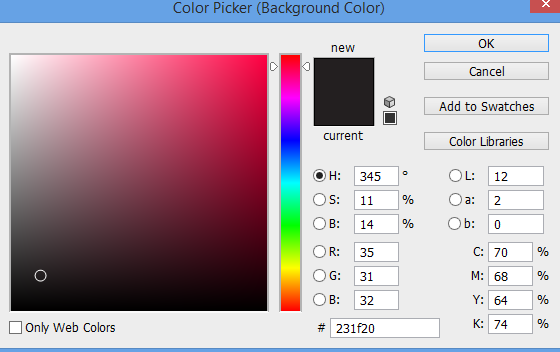 Color Picker (Background Color)
new
current
OK
Cancel
Add to Swatches
Color Libraries
H: 345 °
S: 11 %
B: 14 %
R: 35
G: 31
B: 32
# 231f20
L: 12
a: 2
b: 0
C: 70 %
M: 68 %
Y: 64 %
K: 74 %
Only Web Colors